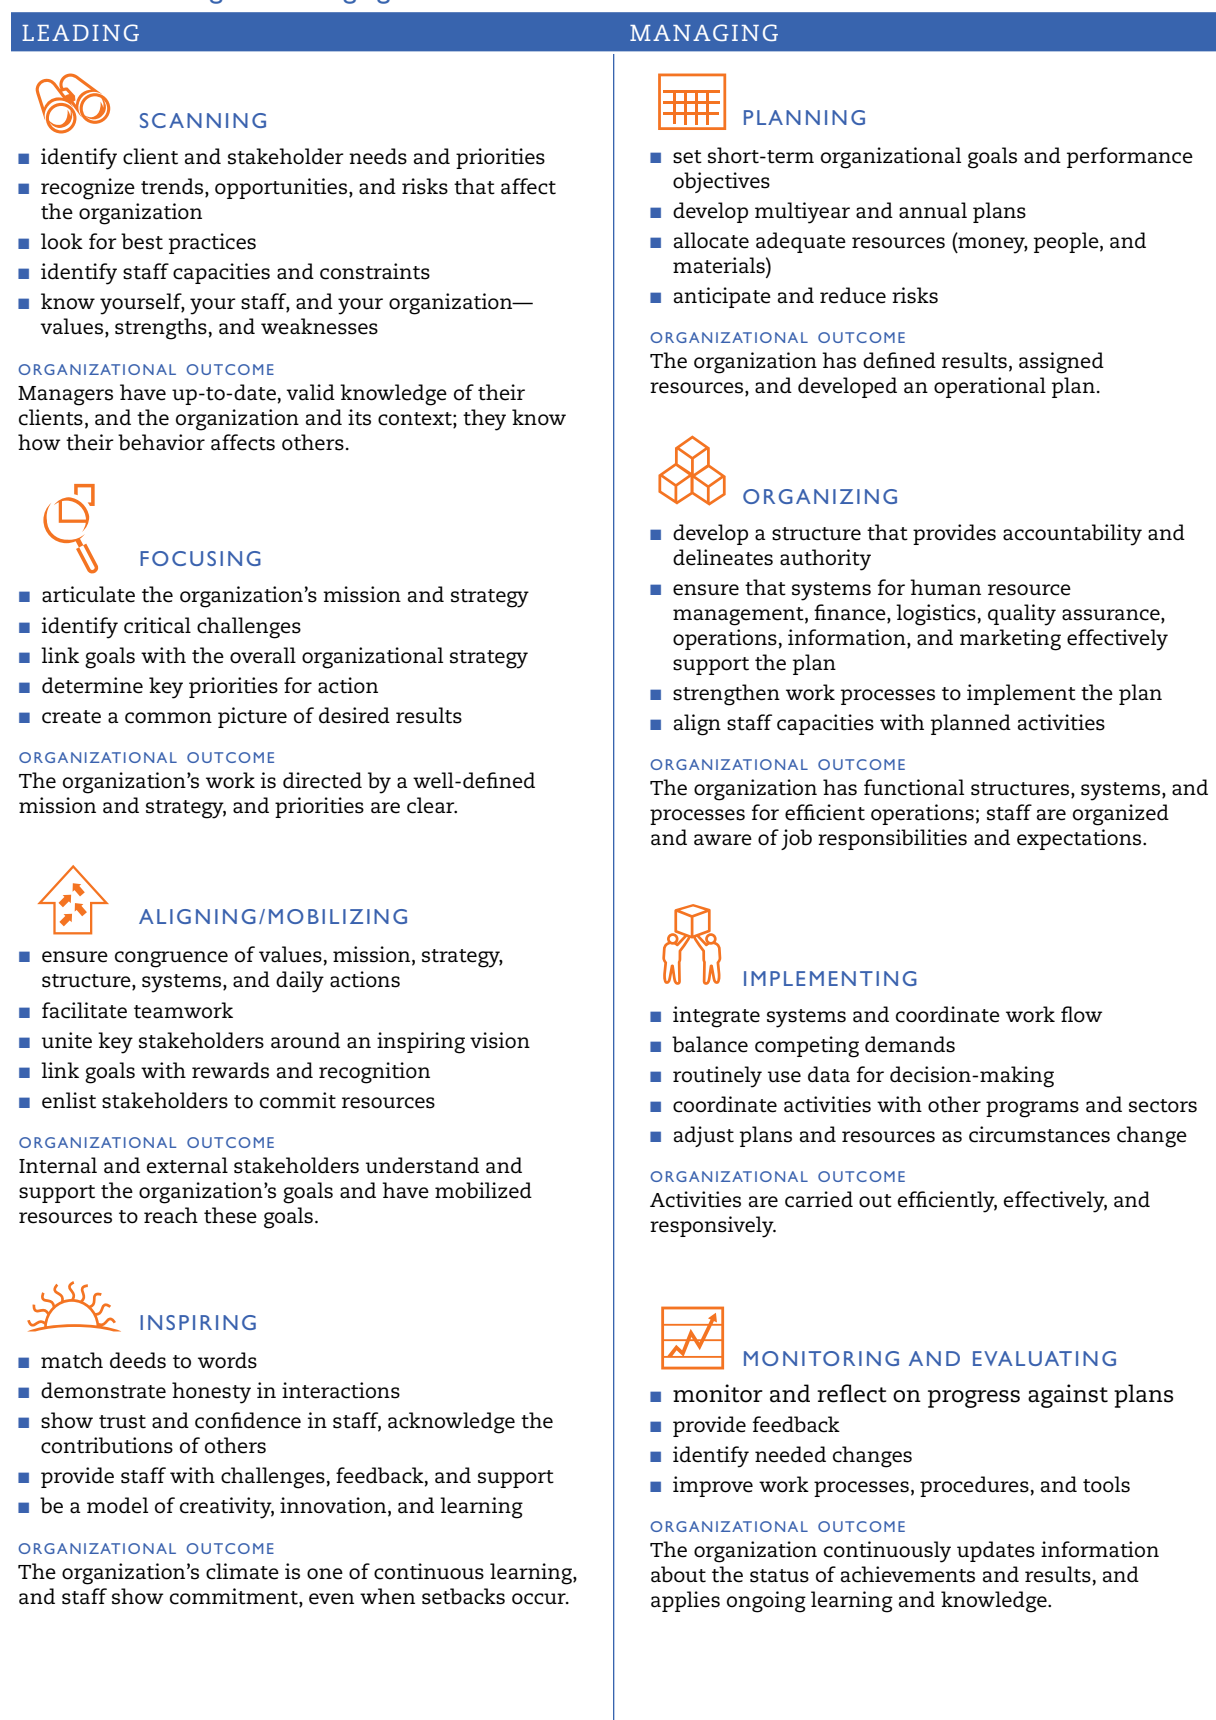 LEADING
SCANNING
■ identify client and stakeholder needs and priorities
■ recognize trends, opportunities, and risks that affect
the organization
■ look for best practices
■ identify staff capacities and constraints
■ know yourself, your staff, and your organization—
values, strengths, and weaknesses
ORGANIZATIONAL OUTCOME
Managers have up-to-date, valid knowledge of their
clients, and the organization and its context; they know
how their behavior affects others.
FOCUSING
■ articulate the organization’s mission and strategy
■ identify critical challenges
■ link goals with the overall organizational strategy
■ determine key priorities for action
■ create a common picture of desired results
ORGANIZATIONAL OUTCOME
The organization’s work is directed by a well-defined
mission and strategy, and priorities are clear.
ALIGNING/MOBILIZING
■ ensure congruence of values, mission, strategy,
structure, systems, and daily actions
■ facilitate teamwork
■ unite key stakeholders around an inspiring vision
■ link goals with rewards and recognition
■ enlist stakeholders to commit resources
ORGANIZATIONAL OUTCOME
Internal and external stakeholders understand and
support the organization’s goals and have mobilized
resources to reach these goals.
INSPIRING
■ match deeds to words
■ demonstrate honesty in interactions
■ show trust and confidence in staff, acknowledge the
contributions of others
■ provide staff with challenges, feedback, and support
■ be a model of creativity, innovation, and learning
ORGANIZATIONAL OUTCOME
The organization’s climate is one of continuous learning,
and staff show commitment, even when setbacks occur.
MANAGING
PLANNING
■ set short-term organizational goals and performance
objectives
■ develop multiyear and annual plans
■ allocate adequate resources (money, people, and
materials)
■ anticipate and reduce risks
ORGANIZATIONAL OUTCOME
The organization has defined results, assigned
resources, and developed an operational plan.
ORGANIZING
■ develop a structure that provides accountability and
delineates authority
■ ensure that systems for human resource
management, finance, logistics, quality assurance,
operations, information, and marketing effectively
support the plan
■ strengthen work processes to implement the plan
■ align staff capacities with planned activities
ORGANIZATIONAL OUTCOME
The organization has functional structures, systems, and
processes for efficient operations; staff are organized
and aware of job responsibilities and expectations.
IMPLEMENTING
■ integrate systems and coordinate work flow
■ balance competing demands
■ routinely use data for decision-making
■ coordinate activities with other programs and sectors
■ adjust plans and resources as circumstances change
ORGANIZATIONAL OUTCOME
Activities are carried out efficiently, effectively, and
responsively.
MONITORING AND EVALUATING
■ monitor and reflect on progress against plans
■ provide feedback
■ identify needed changes
■ improve work processes, procedures, and tools
ORGANIZATIONAL OUTCOME
The organization continuously updates information
about the status of achievements and results, and
applies ongoing learning and knowledge.